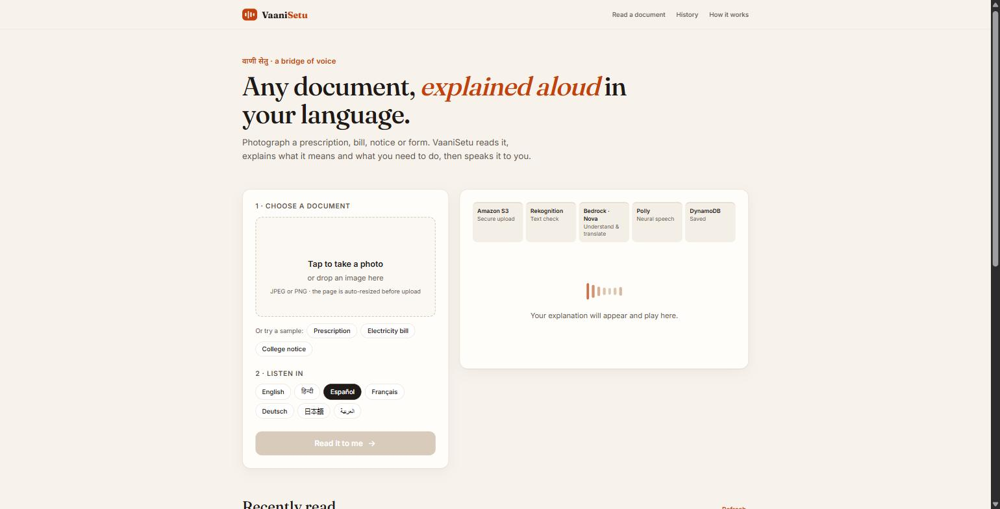 VaaniSetu
Read a document
History
How it works
वाणी सेतु · a bridge of voice
Any document, explained aloud in
your language.
Photograph a prescription, bill, notice or form. VaaniSetu reads it,
explains what it means and what you need to do, then speaks it to you.
1 · CHOOSE A DOCUMENT
Tap to take a photo
or drop an image here
JPEG or PNG · the page is auto-resized before upload
Or try a sample:
Prescription
Electricity bill
College notice
2 · LISTEN IN
English
हिन्दी
Español
Français
Deutsch
日本語
العربية
Read it to me →
Amazon S3
Secure upload
Rekognition
Text check
Bedrock ·
Nova
Understand &
translate
Polly
Neural speech
DynamoDB
Saved
Your explanation will appear and play here.
Recently read
Refresh